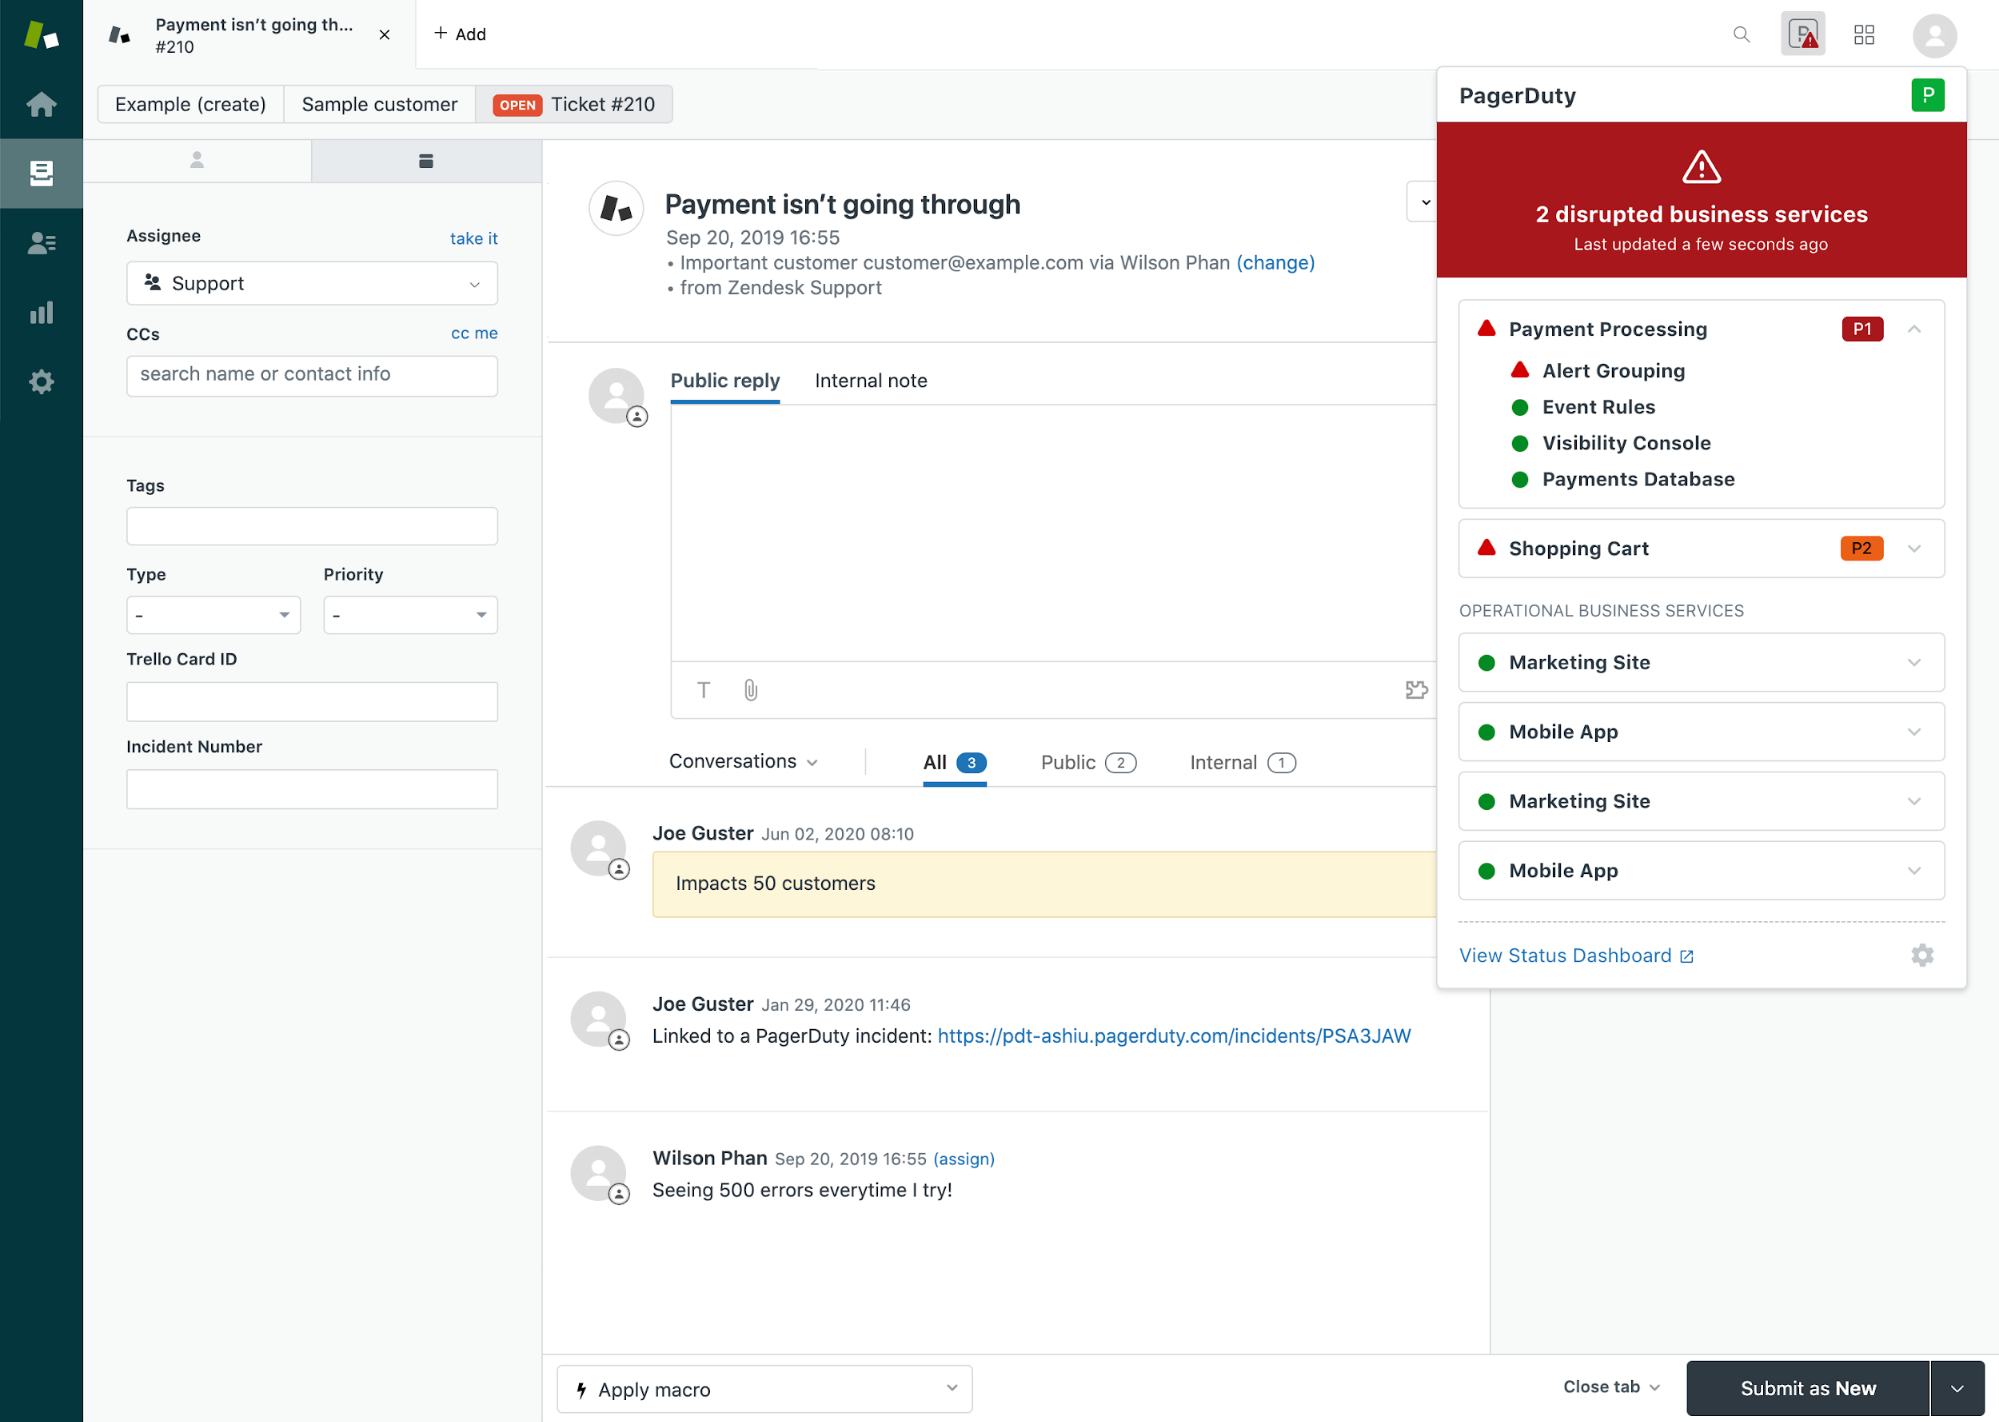 Payment isn’t going th...
#210
+ Add
Example (create)
Sample customer
OPEN Ticket #210
Assignee
take it
Support
CCs
cc me
search name or contact info
Tags
Type
Priority
-
-
Trello Card ID
Incident Number
Payment isn’t going through
Sep 20, 2019 16:55
• Important customer customer@example.com via Wilson Phan (change)
• from Zendesk Support
Public reply
Internal note
T
Conversations
All 3
Public 2
Internal 1
Joe Guster Jun 02, 2020 08:10
Impacts 50 customers
Joe Guster Jan 29, 2020 11:46
Linked to a PagerDuty incident: https://pdt-ashiu.pagerduty.com/incidents/PSA3JAW
Wilson Phan Sep 20, 2019 16:55 (assign)
Seeing 500 errors everytime I try!
Apply macro
Close tab
Submit as New
P
PagerDuty
P
2 disrupted business services
Last updated a few seconds ago
Payment Processing P1
Alert Grouping
Event Rules
Visibility Console
Payments Database
Shopping Cart P2
OPERATIONAL BUSINESS SERVICES
Marketing Site
Mobile App
Marketing Site
Mobile App
View Status Dashboard